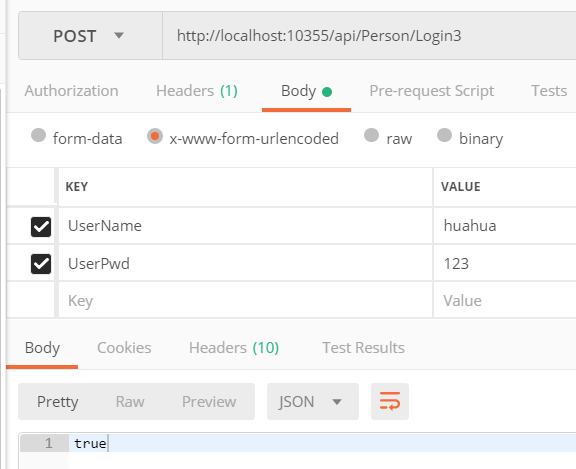 POST http://localhost:10355/api/Person/Login3
Authorization Headers (1) Body Pre-request Script Tests
form-data x-www-form-urlencoded raw binary
KEY VALUE
UserName huahua
UserPwd 123
Key Value
Body Cookies Headers (10) Test Results
Pretty Raw Preview JSON
1 true